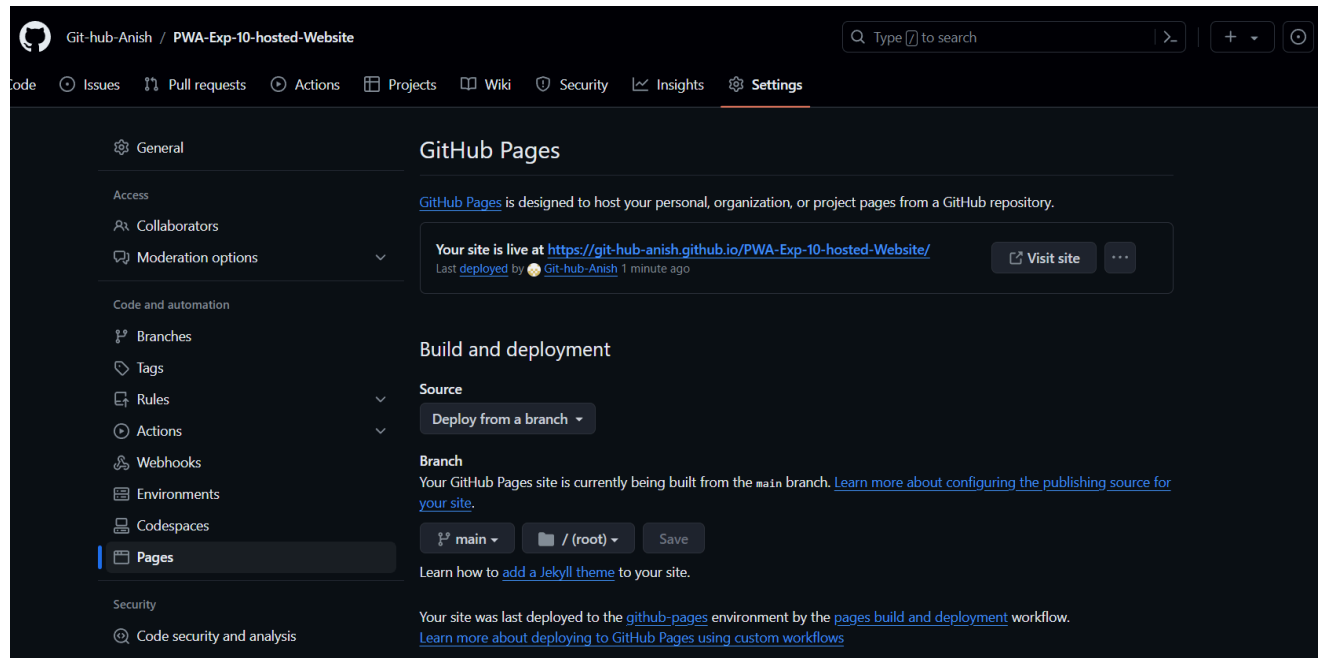 Git-hub-Anish / PWA-Exp-10-hosted-Website
Type / to search
Code Issues Pull requests Actions Projects Wiki Security Insights Settings
General
Access
Collaborators
Moderation options
Code and automation
Branches
Tags
Rules
Actions
Webhooks
Environments
Codespaces
Pages
Security
Code security and analysis
GitHub Pages
GitHub Pages is designed to host your personal, organization, or project pages from a GitHub repository.
Your site is live at https://git-hub-anish.github.io/PWA-Exp-10-hosted-Website/
Last deployed by Git-hub-Anish 1 minute ago
Visit site
Build and deployment
Source
Deploy from a branch
Branch
Your GitHub Pages site is currently being built from the main branch. Learn more about configuring the publishing source for
your site.
main / (root) Save
Learn how to add a Jekyll theme to your site.
Your site was last deployed to the github-pages environment by the pages build and deployment workflow.
Learn more about deploying to GitHub Pages using custom workflows